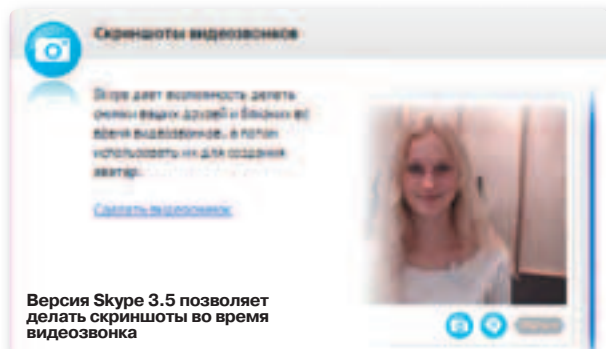 Скриншоты видеозвонков
Skype дает возможность делать
снимки ваших друзей и близких во
время видеозвонков, а потом
использовать их для создания
аватар.
Сделать видеозвонок
Версия Skype 3.5 позволяет
делать скриншоты во время
видеозвонка